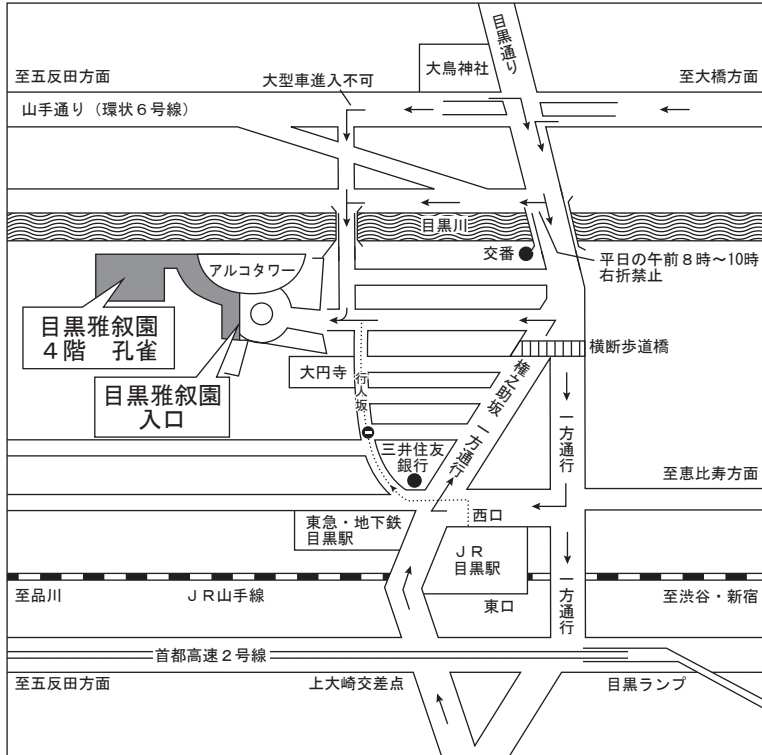 目黒通り
大鳥神社
至五反田方面
大型車進入不可
至大橋方面
山手通り(環状6号線)
目黒川
交番
平日の午前8時~10時
右折禁止
アルコタワー
目黒雅叙園
4階 孔雀
横断歩道橋
大円寺
目黒雅叙園
入口
行人坂
権之助坂 一方通行
一方通行
三井住友
銀行
至恵比寿方面
東急・地下鉄
目黒駅
西口
JR
目黒駅
一方通行
至品川
JR山手線
東口
至渋谷・新宿
首都高速2号線
至五反田方面
上大崎交差点
目黒ランプ